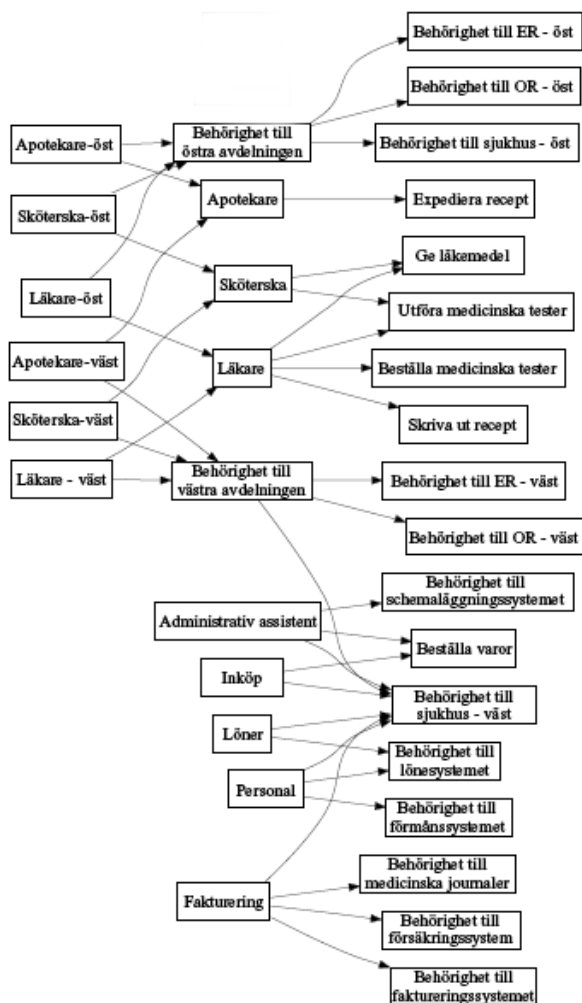 Behörighet till ER - öst
Behörighet till OR - öst
Behörighet till
östra avdelningen
Behörighet till sjukhus - öst
Apotekare-öst
Apotekare
Expediera recept
Sköterska-öst
Ge läkemedel
Sköterska
Läkare-öst
Utföra medicinska tester
Apotekare-väst
Läkare
Beställa medicinska tester
Sköterska-väst
Skriva ut recept
Läkare - väst
Behörighet till
västra avdelningen
Behörighet till ER - väst
Behörighet till OR - väst
Behörighet till
schemaläggningssystemet
Administrativ assistent
Beställa varor
Inköp
Behörighet till
sjukhus - väst
Löner
Behörighet till
lönesystemet
Personal
Behörighet till
förmånssystemet
Behörighet till
medicinska journaler
Fakturering
Behörighet till
försäkringssystem
Behörighet till
faktureringssystemet